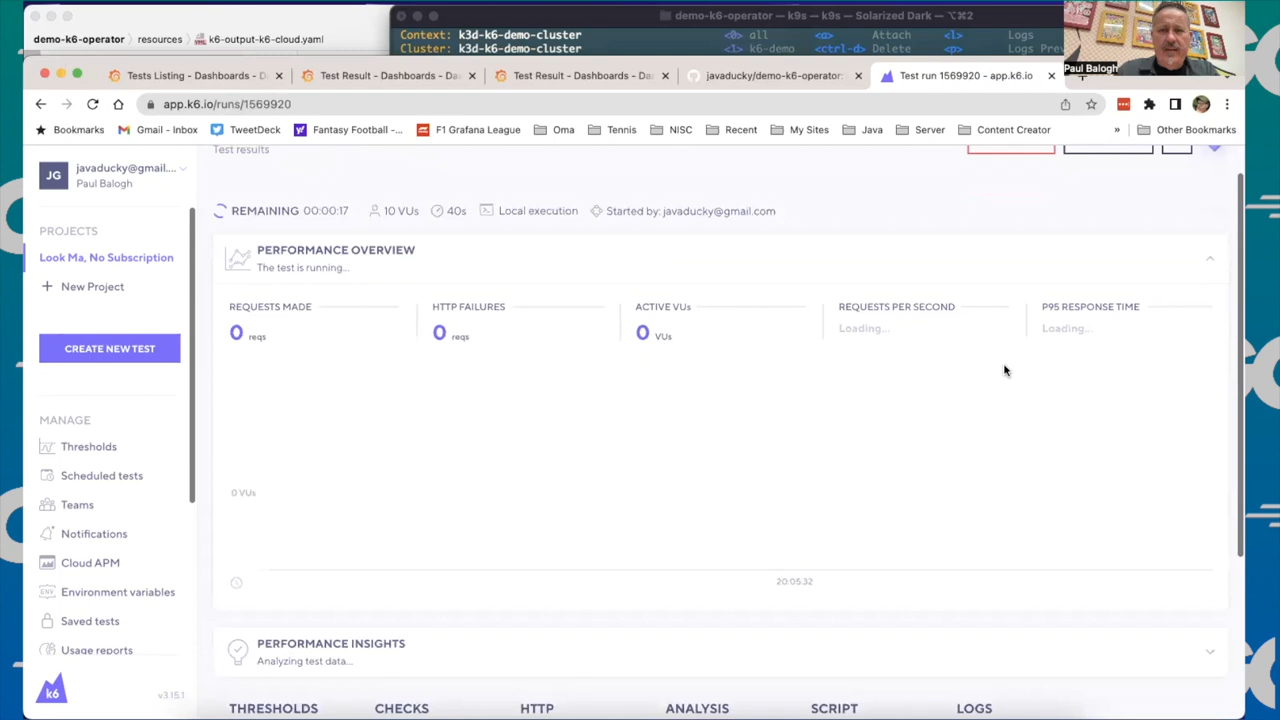 demo-k6-operator — k9s — k9s — Solarized Dark — ⌥⌘2
demo-k6-operator › resources › k6-output-k6-cloud.yaml
Context: k3d-k6-demo-cluster <0> all <a> Attach <l> Logs
Cluster: k3d-k6-demo-cluster <1> k6-demo <ctrl-d> Delete <p> Logs Prev
Paul Balogh
Tests Listing - Dashboards - Test Result - Dashboards - Test Result - Dashboards - javaducky/demo-k6-operator: Test run 1569920 - app.k6.io
app.k6.io/runs/1569920
Bookmarks Gmail - Inbox TweetDeck Fantasy Football -... F1 Grafana League Oma Tennis NISC Recent My Sites Java Server Content Creator » Other Bookmarks
Test results
JG javaducky@gmail....
Paul Balogh
REMAINING 00:00:17 10 VUs 40s Local execution Started by: javaducky@gmail.com
PROJECTS
Look Ma, No Subscription
+ New Project
CREATE NEW TEST
MANAGE
Thresholds
Scheduled tests
Teams
Notifications
Cloud APM
ENV Environment variables
Saved tests
Usage reports
k6 v3.15.1
PERFORMANCE OVERVIEW
The test is running...
REQUESTS MADE HTTP FAILURES ACTIVE VUs REQUESTS PER SECOND P95 RESPONSE TIME
0 reqs 0 reqs 0 VUs Loading... Loading...
0 VUs
20:05:32
PERFORMANCE INSIGHTS
Analyzing test data...
THRESHOLDS CHECKS HTTP ANALYSIS SCRIPT LOGS